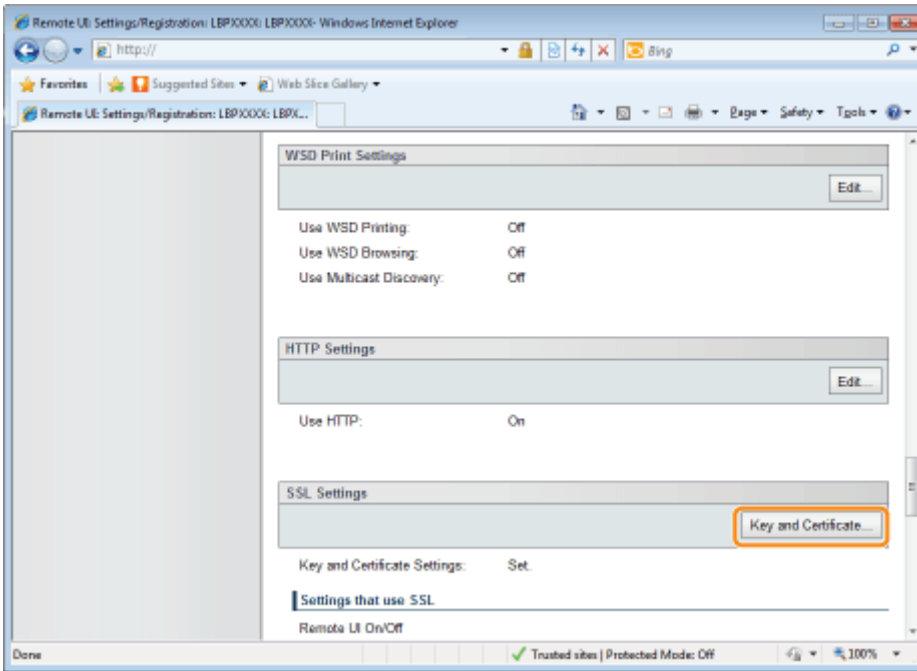 Remote UI: Settings/Registration: LBPXXXX: LBPXXXX- Windows Internet Explorer
http:// Bing
Favorites Suggested Sites Web Slice Gallery
Remote UI: Settings/Registration: LBPXXXX: LBPX... Page Safety Tools
WSD Print Settings
Edit...
Use WSD Printing: Off
Use WSD Browsing: Off
Use Multicast Discovery: Off
HTTP Settings
Edit...
Use HTTP: On
SSL Settings
Key and Certificate...
Key and Certificate Settings: Set.
Settings that use SSL
Remote UI On/Off
Done Trusted sites | Protected Mode: Off 100%